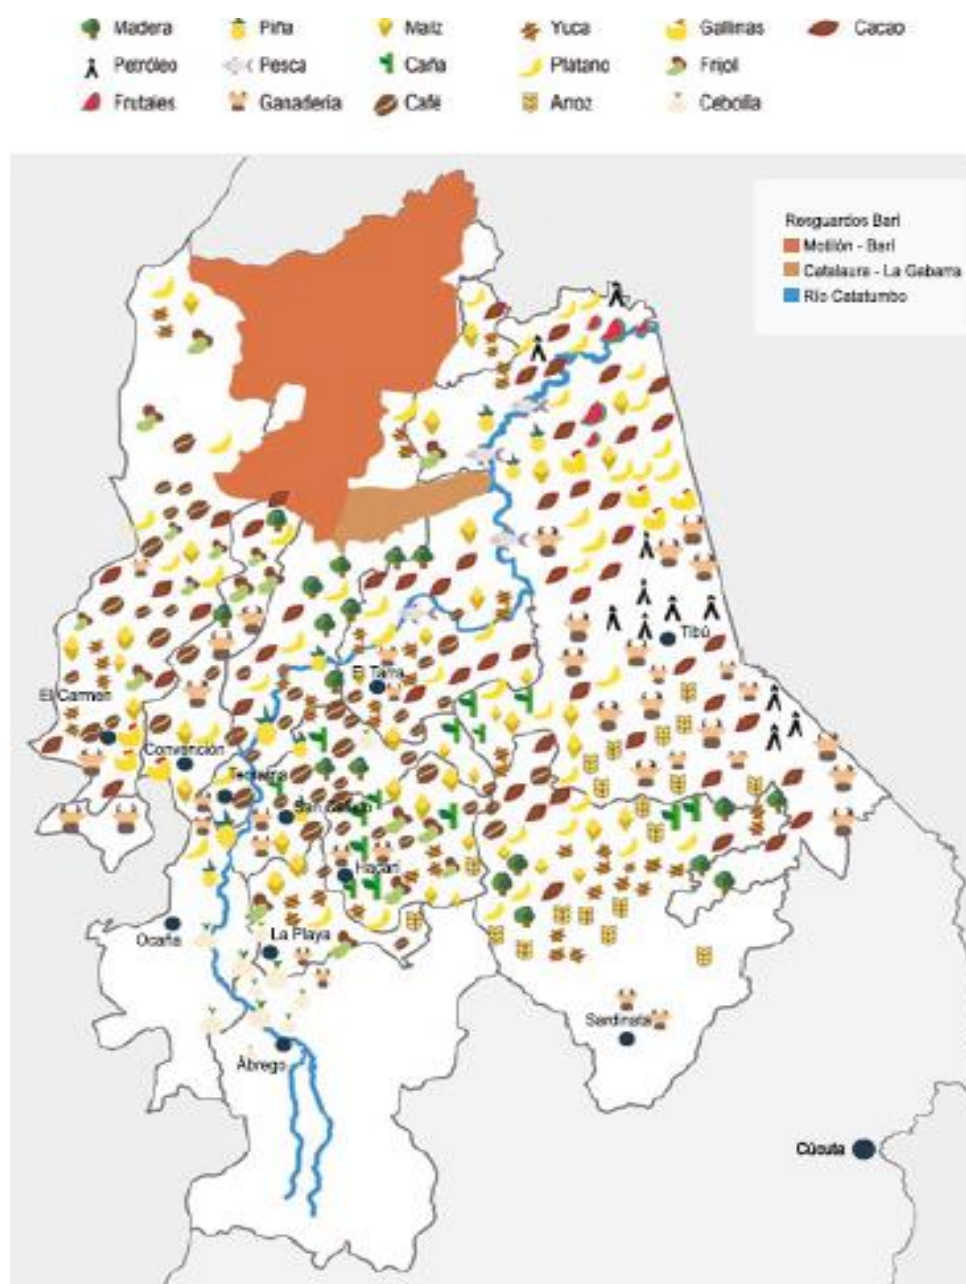 Madera Piña Maíz Yuca Gallinas Cacao
Petróleo Pesca Caña Plátano Frijol
Frutales Ganadería Café Arroz Cebolla
Resguardos Barí
Motilón - Barí
Catalaura - La Gabarra
Río Catatumbo
Tibú
El Tarra
El Carmen
Convención
Teorama
San Calixto
Hacarí
Ocaña
La Playa
Sardinata
Ábrego
Cúcuta